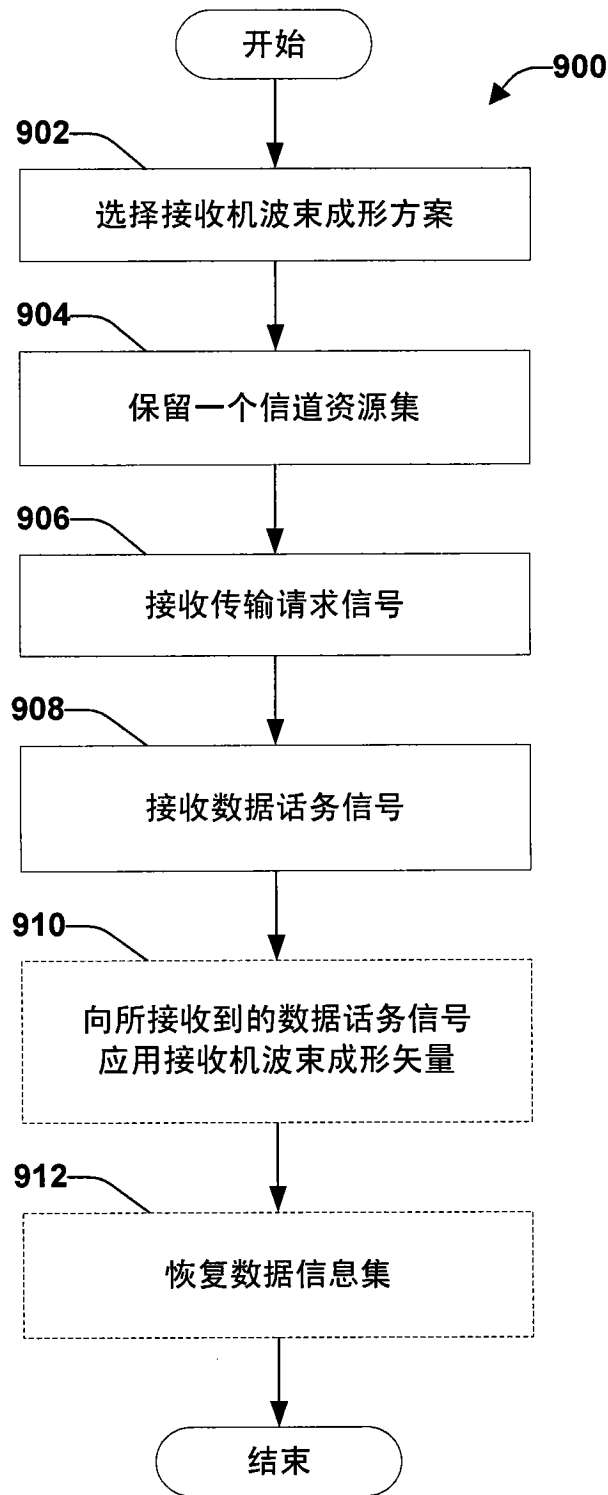 开始
900
902
选择接收机波束成形方案
904
保留一个信道资源集
906
接收传输请求信号
908
接收数据话务信号
910
向所接收到的数据话务信号
应用接收机波束成形矢量
912
恢复数据信息集
结束